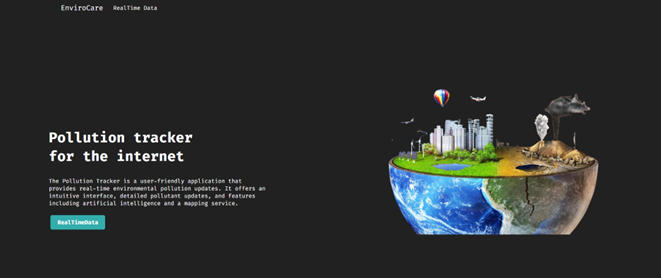 EnviroCare RealTime Data
Pollution tracker
for the internet
The Pollution Tracker is a user-friendly application that
provides real-time environmental pollution updates. It offers an
intuitive interface, detailed pollutant updates, and features
including artificial intelligence and a mapping service.
RealTimeData